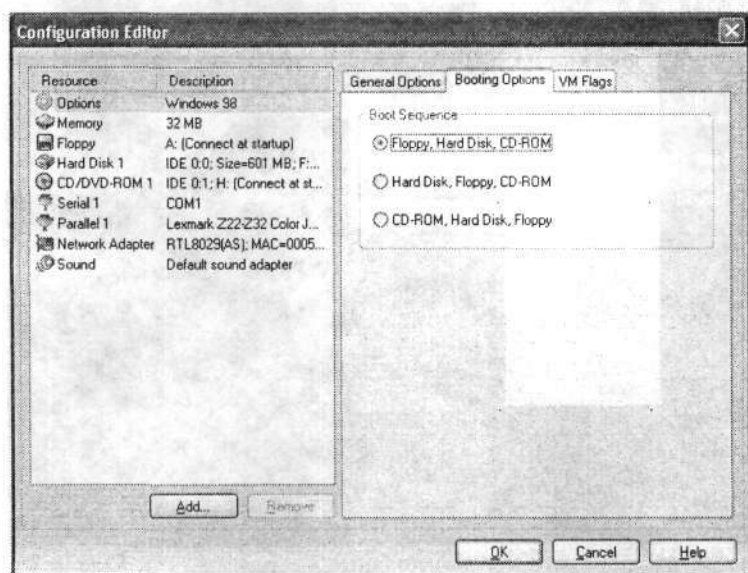 Configuration Editor
Resource Description
Options Windows 98
Memory 32 MB
Floppy A: (Connect at startup)
Hard Disk 1 IDE 0:0; Size=601 MB; F:...
CD/DVD-ROM 1 IDE 0:1; H: (Connect at st...
Serial 1 COM1
Parallel 1 Lexmark Z22-Z32 Color J...
Network Adapter RTL8029(AS); MAC=0005...
Sound Default sound adapter
Add... Remove
General Options Booting Options VM Flags
Boot Sequence
Floppy, Hard Disk, CD-ROM
Hard Disk, Floppy, CD-ROM
CD-ROM, Hard Disk, Floppy
OK Cancel Help